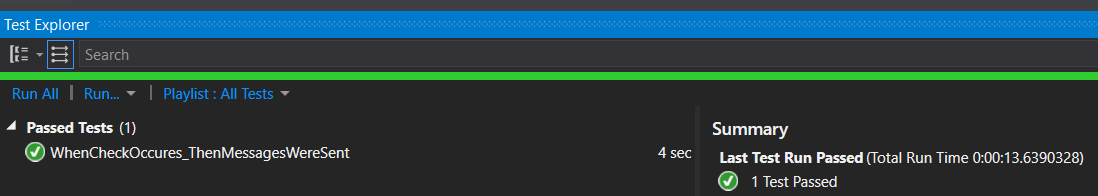 Test Explorer
Search
Run All | Run... | Playlist : All Tests
Passed Tests (1)
WhenCheckOccures_ThenMessagesWereSent 4 sec
Summary
Last Test Run Passed (Total Run Time 0:00:13.6390328)
1 Test Passed